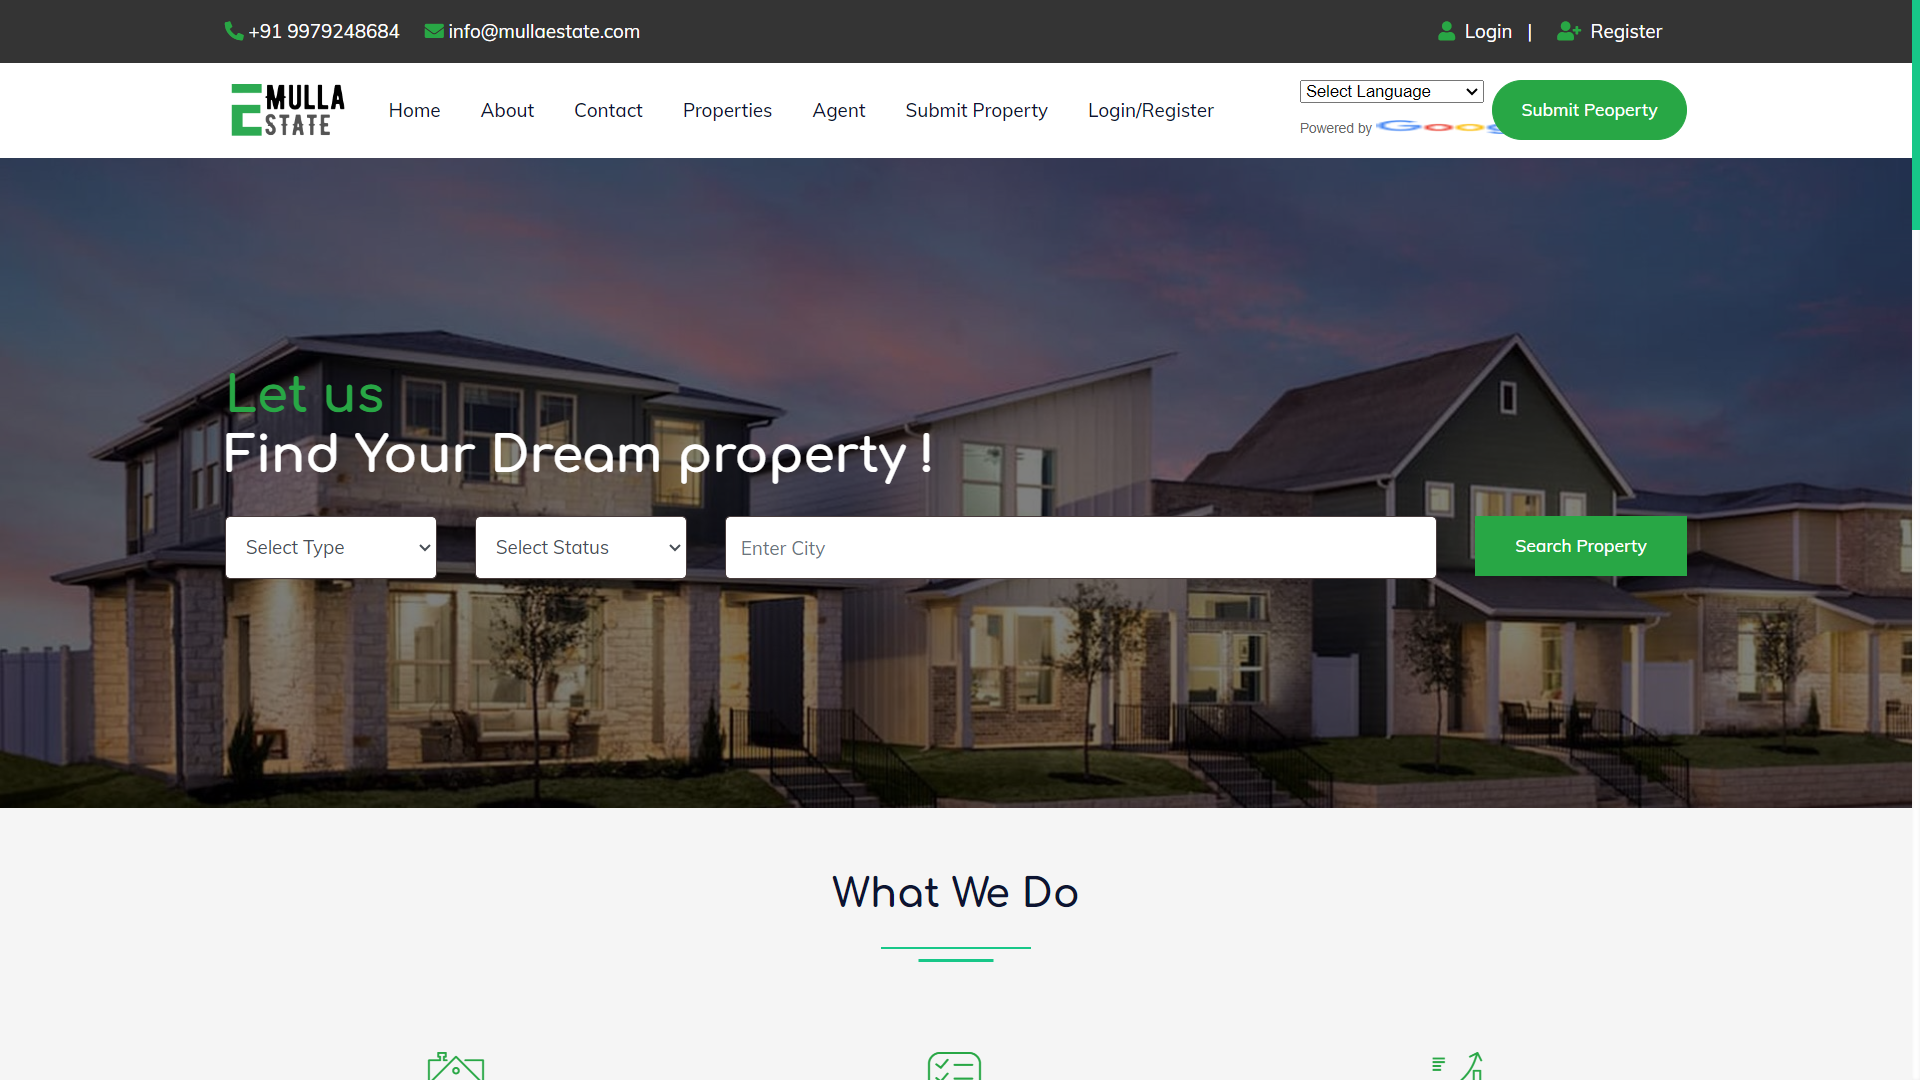 +91 9979248684
info@mullaestate.com
Login |
Register
MULLA
ESTATE
Home
About
Contact
Properties
Agent
Submit Property
Login/Register
Select Language
Powered by
Submit Peoperty
Let us
Find Your Dream property !
Select Type
Select Status
Enter City
Search Property
What We Do